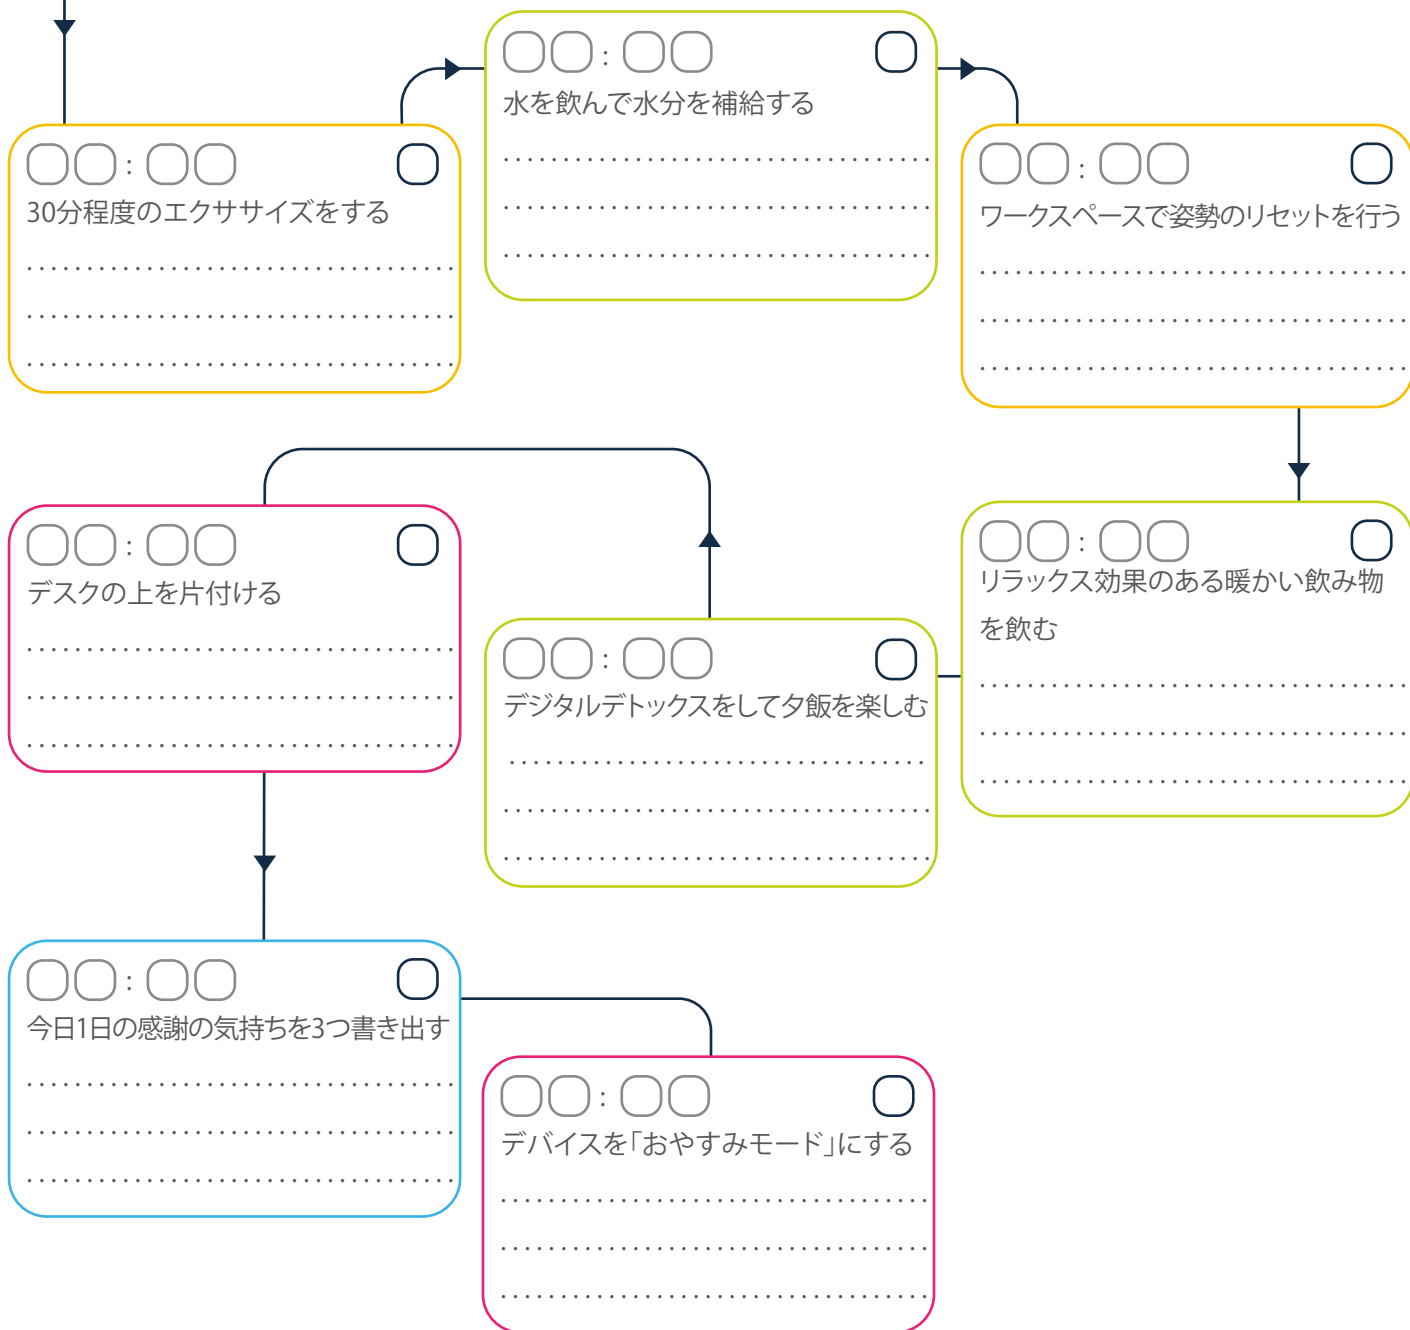 30分程度のエクササイズをする
水を飲んで水分を補給する
ワークスペースで姿勢のリセットを行う
リラックス効果のある暖かい飲み物
を飲む
デジタルデトックスをして夕飯を楽しむ
デスクの上を片付ける
今日1日の感謝の気持ちを3つ書き出す
デバイスを「おやすみモード」にする